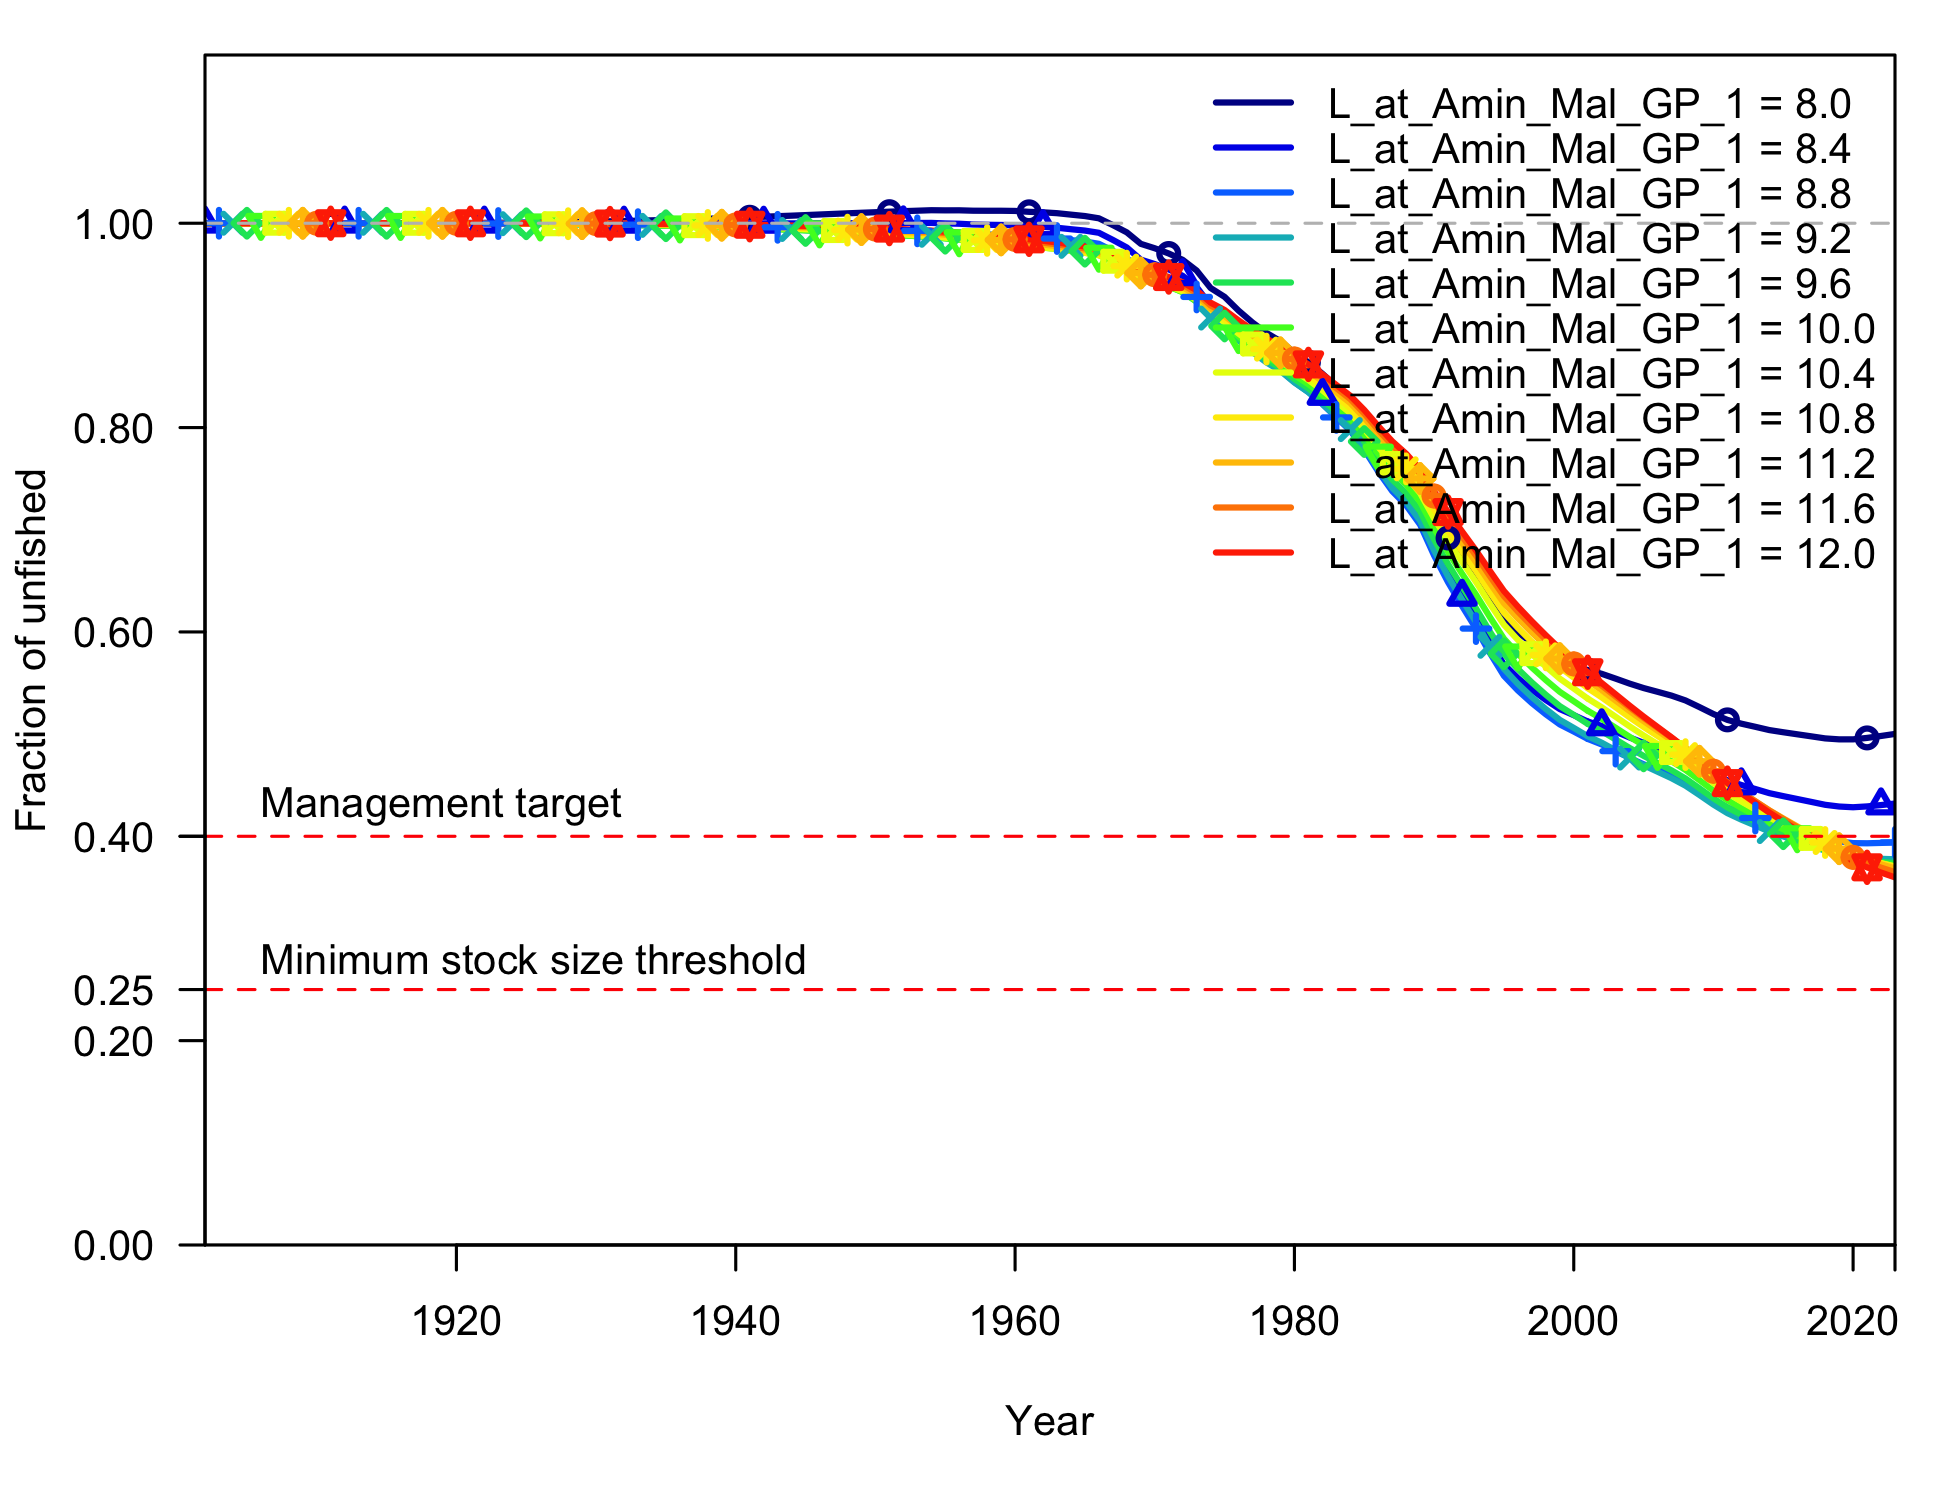 L_at_Amin_Mal_GP_1 = 8.0
L_at_Amin_Mal_GP_1 = 8.4
L_at_Amin_Mal_GP_1 = 8.8
L_at_Amin_Mal_GP_1 = 9.2
L_at_Amin_Mal_GP_1 = 9.6
L_at_Amin_Mal_GP_1 = 10.0
L_at_Amin_Mal_GP_1 = 10.4
L_at_Amin_Mal_GP_1 = 10.8
L_at_Amin_Mal_GP_1 = 11.2
L_at_Amin_Mal_GP_1 = 11.6
L_at_Amin_Mal_GP_1 = 12.0
1.00
0.80
0.60
0.40
0.25
0.20
0.00
Fraction of unfished
Management target
Minimum stock size threshold
1920 1940 1960 1980 2000 2020
Year